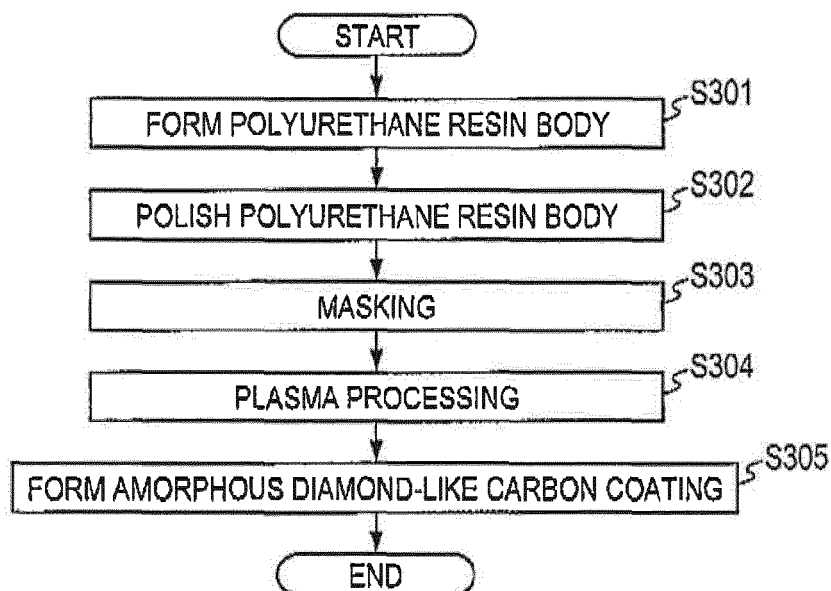 START
S301
FORM POLYURETHANE RESIN BODY
S302
POLISH POLYURETHANE RESIN BODY
S303
MASKING
S304
PLASMA PROCESSING
S305
FORM AMORPHOUS DIAMOND-LIKE CARBON COATING
END